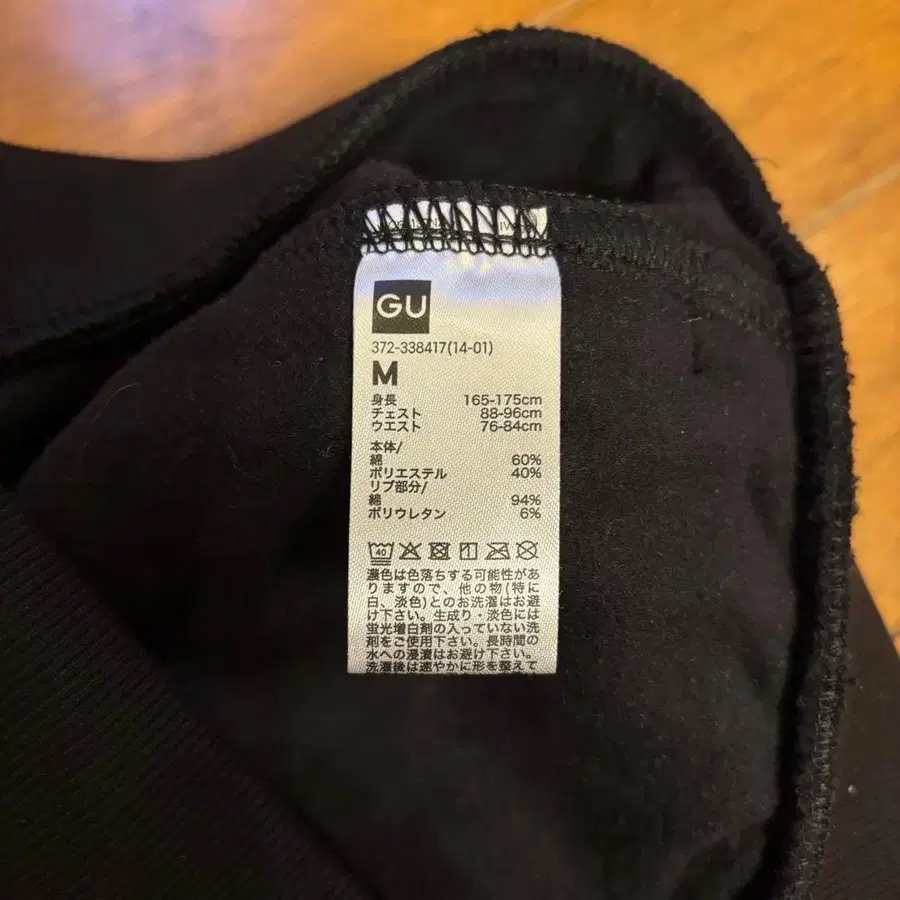 GU
372-338417(14-01)
M
身長 165-175cm
チェスト 88-96cm
ウエスト 76-84cm
本体/
綿 60%
ポリエステル 40%
リブ部分/
綿 94%
ポリウレタン 6%
40
濃色は色落ちする可能性があ
りますので、他の物(特に
白、淡色)とのお洗濯はお避
け下さい。生成り・淡色には
蛍光増白剤の入っていない洗
剤をご使用下さい。長時間の
水への浸漬はお避け下さい。
洗濯後は速やかに形を整えて